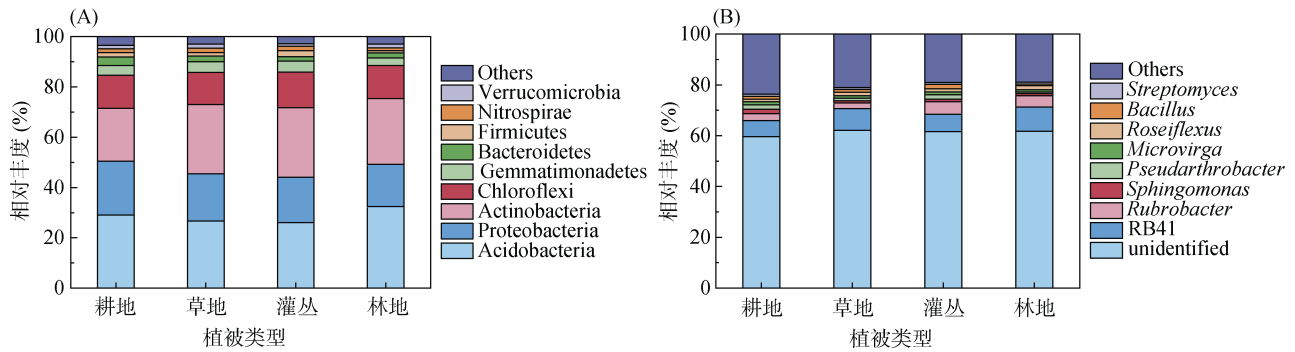 (A)
100
80
60
40
20
0
相对丰度 (%)
耕地 草地 灌丛 林地
植被类型
Others
Verrucomicrobia
Nitrospirae
Firmicutes
Bacteroidetes
Gemmatimonadetes
Chloroflexi
Actinobacteria
Proteobacteria
Acidobacteria
(B)
100
80
60
40
20
0
相对丰度 (%)
耕地 草地 灌丛 林地
植被类型
Others
Streptomyces
Bacillus
Roseiflexus
Microvirga
Pseudarthrobacter
Sphingomonas
Rubrobacter
RB41
unidentified